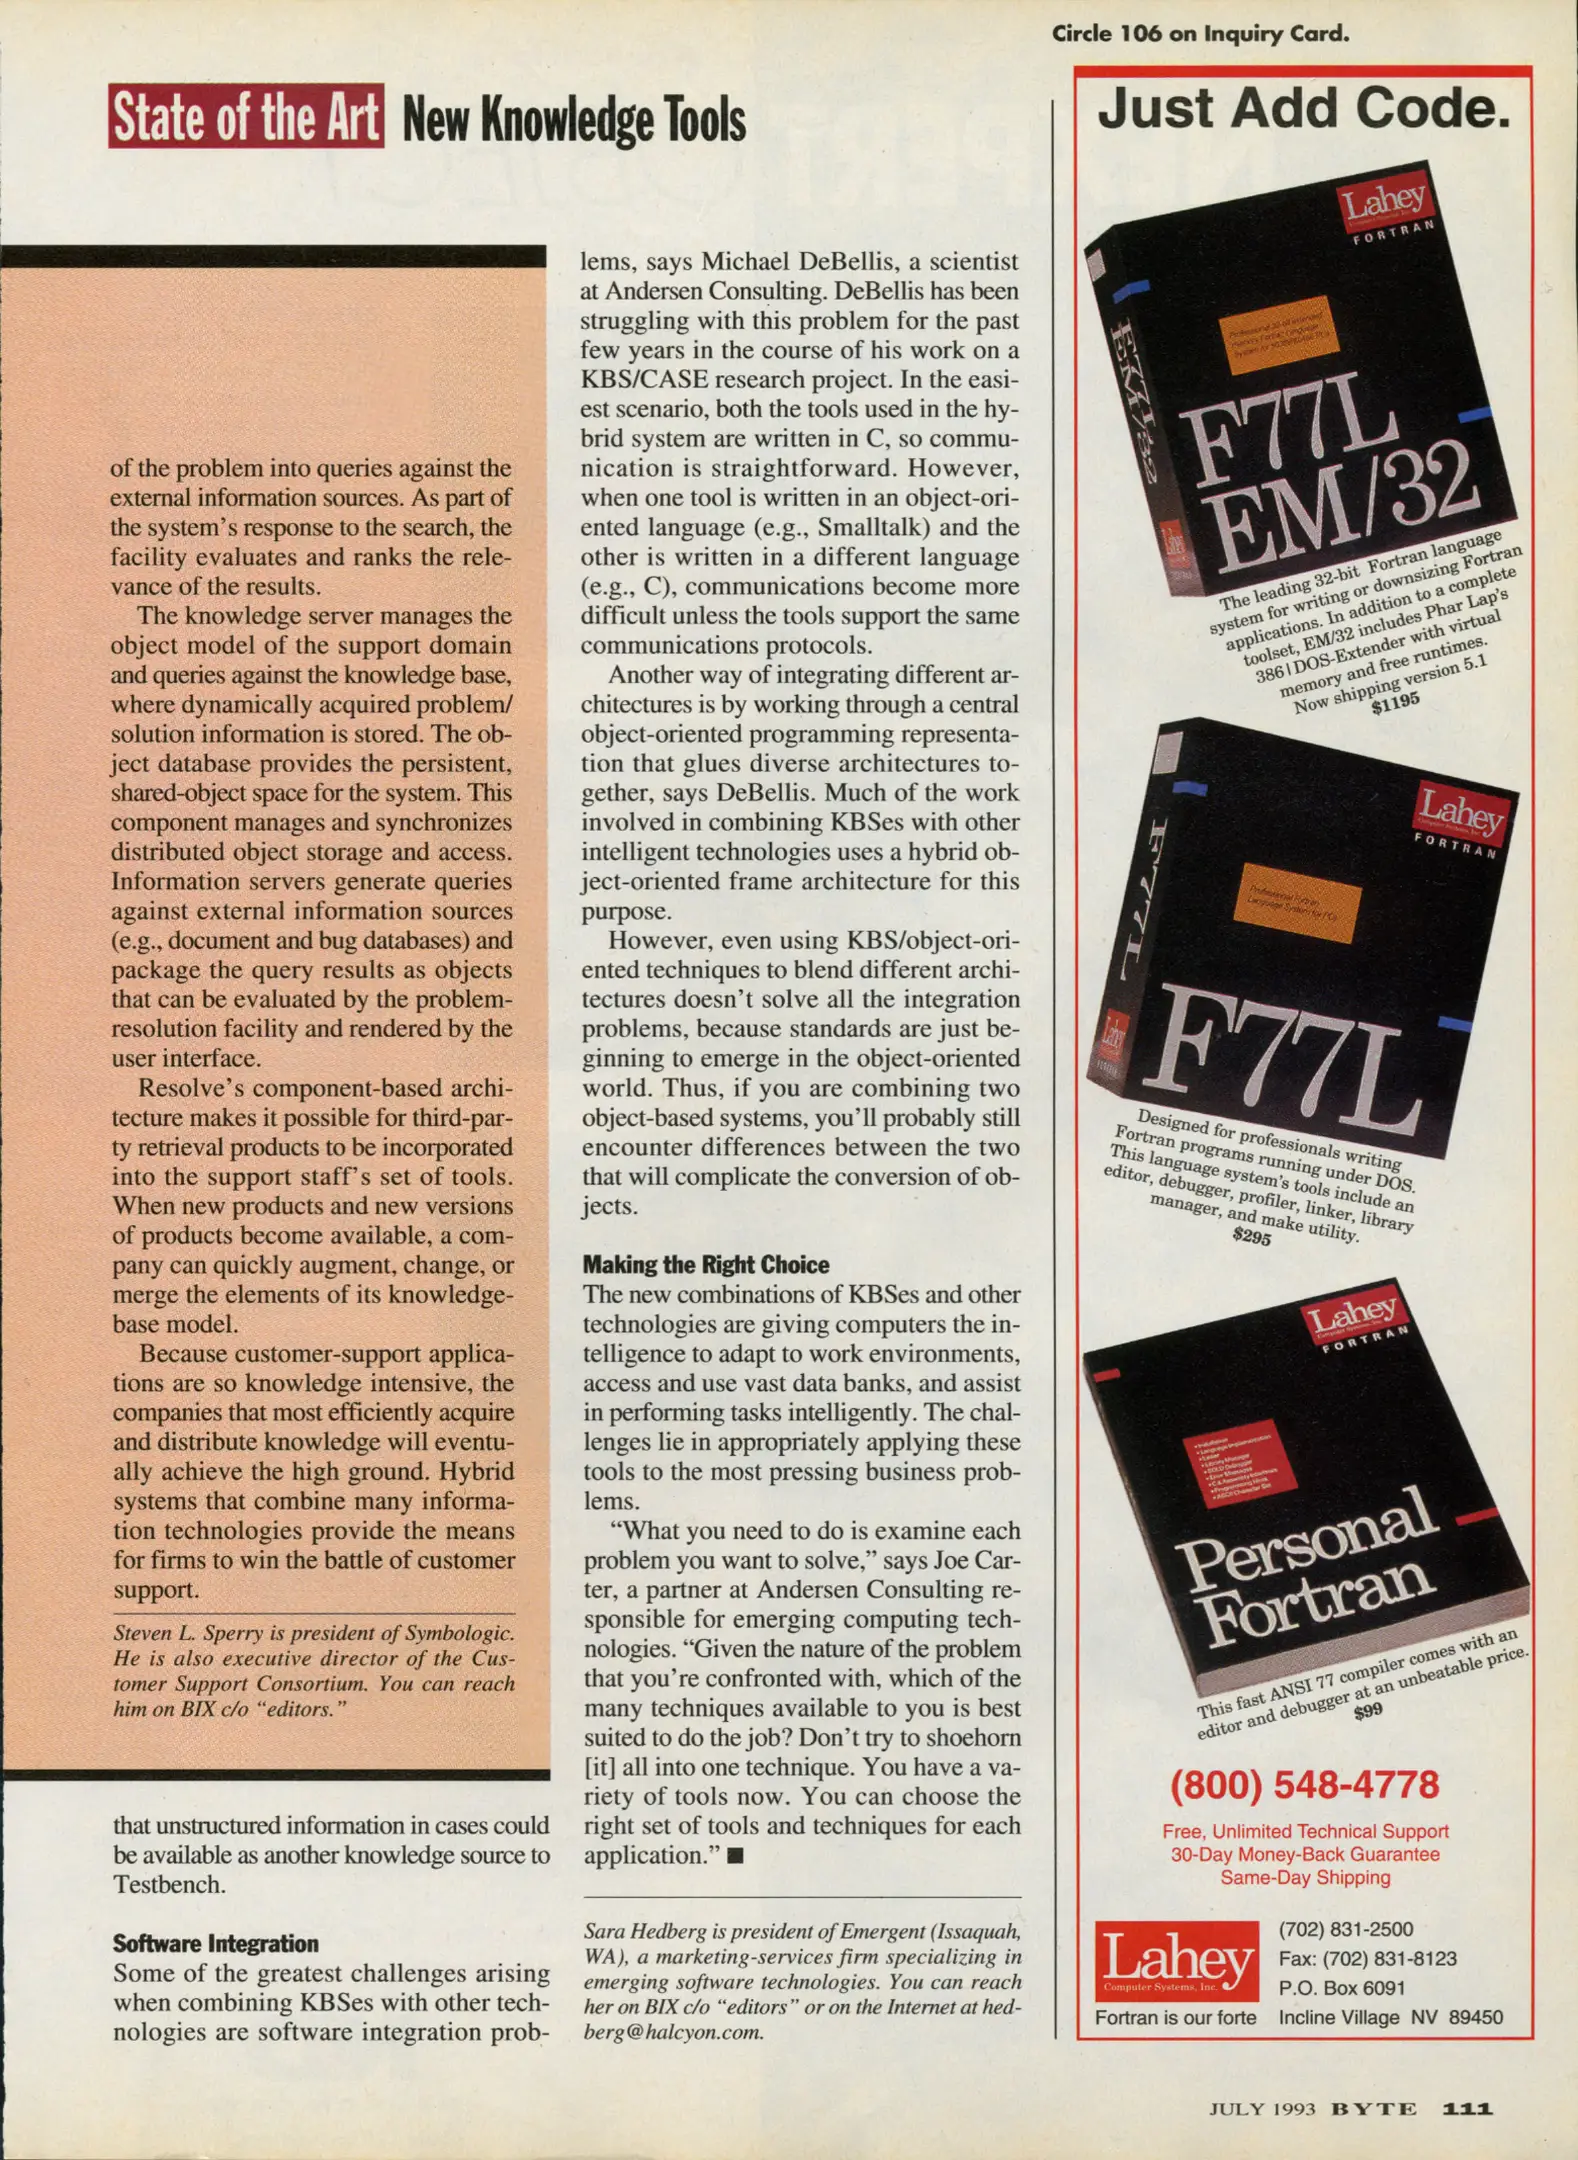 Circle 106 on Inquiry Card.
State of the Art New Knowledge Tools
of the problem into queries against the
external information sources. As part of
the system's response to the search, the
facility evaluates and ranks the rele-
vance of the results.
The knowledge server manages the
object model of the support domain
and queries against the knowledge base,
where dynamically acquired problem/
solution information is stored. The ob-
ject database provides the persistent,
shared-object space for the system. This
component manages and synchronizes
distributed object storage and access.
Information servers generate queries
against external information sources
(e.g., document and bug databases) and
package the query results as objects
that can be evaluated by the problem-
resolution facility and rendered by the
user interface.
Resolve's component-based archi-
tecture makes it possible for third-par-
ty retrieval products to be incorporated
into the support staff's set of tools.
When new products and new versions
of products become available, a com-
pany can quickly augment, change, or
merge the elements of its knowledge-
base model.
Because customer-support applica-
tions are so knowledge intensive, the
companies that most efficiently acquire
and distribute knowledge will eventu-
ally achieve the high ground. Hybrid
systems that combine many informa-
tion technologies provide the means
for firms to win the battle of customer
support.
Steven L. Sperry is president of Symbologic.
He is also executive director of the Cus-
tomer Support Consortium. You can reach
him on BIX c/o "editors."
that unstructured information in cases could
be available as another knowledge source to
Testbench.
Software Integration
Some of the greatest challenges arising
when combining KBSes with other tech-
nologies are software integration prob-
lems, says Michael DeBellis, a scientist
at Andersen Consulting. DeBellis has been
struggling with this problem for the past
few years in the course of his work on a
KBS/CASE research project. In the easi-
est scenario, both the tools used in the hy-
brid system are written in C, so commu-
nication is straightforward. However,
when one tool is written in an object-ori-
ented language (e.g., Smalltalk) and the
other is written in a different language
(e.g., C), communications become more
difficult unless the tools support the same
communications protocols.
Another way of integrating different ar-
chitectures is by working through a central
object-oriented programming representa-
tion that glues diverse architectures to-
gether, says DeBellis. Much of the work
involved in combining KBSes with other
intelligent technologies uses a hybrid ob-
ject-oriented frame architecture for this
purpose.
However, even using KBS/object-ori-
ented techniques to blend different archi-
tectures doesn't solve all the integration
problems, because standards are just be-
ginning to emerge in the object-oriented
world. Thus, if you are combining two
object-based systems, you'll probably still
encounter differences between the two
that will complicate the conversion of ob-
jects.
Making the Right Choice
The new combinations of KBSes and other
technologies are giving computers the in-
telligence to adapt to work environments,
access and use vast data banks, and assist
in performing tasks intelligently. The chal-
lenges lie in appropriately applying these
tools to the most pressing business prob-
lems.
"What you need to do is examine each
problem you want to solve," says Joe Car-
ter, a partner at Andersen Consulting re-
sponsible for emerging computing tech-
nologies. "Given the nature of the problem
that you're confronted with, which of the
many techniques available to you is best
suited to do the job? Don't try to shoehorn
[it] all into one technique. You have a va-
riety of tools now. You can choose the
right set of tools and techniques for each
application." ■
Sara Hedberg is president of Emergent (Issaquah,
WA), a marketing-services firm specializing in
emerging software technologies. You can reach
her on BIX c/o "editors" or on the Internet at hed-
berg@halcyon.com.
Just Add Code.
Lahey
FORTRAN
F77L
EM/32
F77L
EM/32
Lahey
The leading 32-bit Fortran language
system for writing or downsizing Fortran
applications. In addition to a complete
toolset, EM/32 includes Phar Lap's
386|DOS-Extender with virtual
memory and free runtimes.
Now shipping version 5.1
$1195
Lahey
Computer Systems, Inc.
FORTRAN
Professional Fortran
Language System for PCs
F77L
F77L
Lahey
FORTRAN
Designed for professionals writing
Fortran programs running under DOS.
This language system's tools include an
editor, debugger, profiler, linker, library
manager, and make utility.
$295
Lahey
Computer Systems, Inc.
FORTRAN
Personal
Fortran
This fast ANSI 77 compiler comes with an
editor and debugger at an unbeatable price.
$99
(800) 548-4778
Free, Unlimited Technical Support
30-Day Money-Back Guarantee
Same-Day Shipping
Lahey
Computer Systems, Inc.
Fortran is our forte
(702) 831-2500
Fax: (702) 831-8123
P.O. Box 6091
Incline Village NV 89450
JULY 1993 BYTE 111